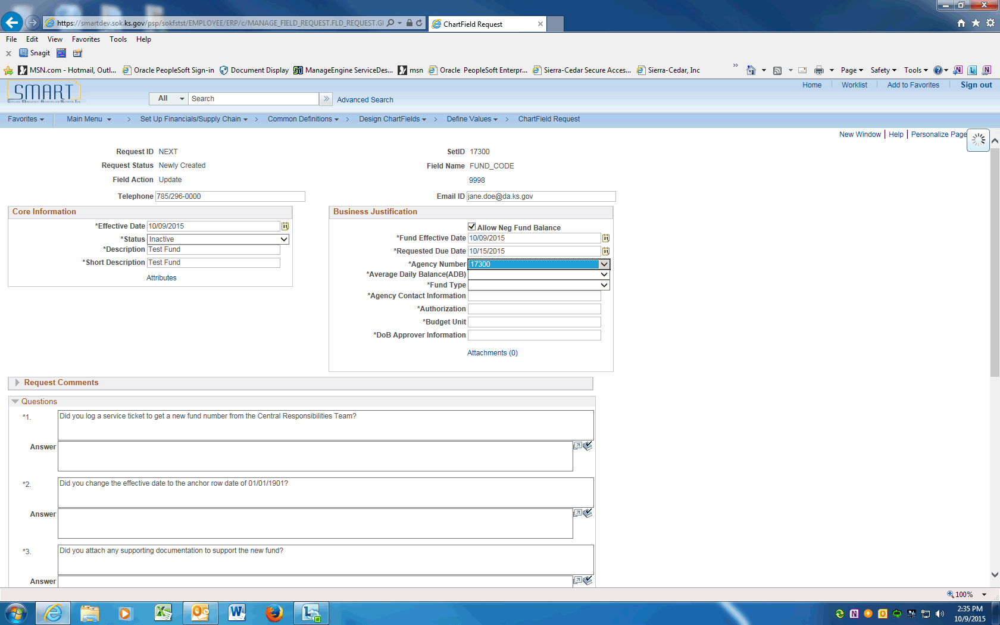 https://smartdev.sok.ks.gov/psp/sokfstst/EMPLOYEE/ERP/c/MANAGE_FIELD_REQUEST.FLD_REQUEST.GI
ChartField Request
File Edit View Favorites Tools Help
x Snagit
MSN.com - Hotmail, Outl... Oracle PeopleSoft Sign-in Document Display ManageEngine ServiceDes... msn Oracle PeopleSoft Enterpr... Sierra-Cedar Secure Acces... Sierra-Cedar, Inc » Page Safety Tools
SMART
All Search » Advanced Search
Home Worklist Add to Favorites Sign out
Favorites Main Menu > Set Up Financials/Supply Chain > Common Definitions > Design ChartFields > Define Values > ChartField Request
New Window | Help | Personalize Page
Request ID NEXT SetID 17300
Request Status Newly Created Field Name FUND_CODE
Field Action Update 9998
Telephone 785/296-0000 Email ID jane.doe@da.ks.gov
Core Information
*Effective Date 10/09/2015
*Status Inactive
*Description Test Fund
*Short Description Test Fund
Attributes
Business Justification
Allow Neg Fund Balance
*Fund Effective Date 10/09/2015
*Requested Due Date 10/15/2015
*Agency Number 17300
*Average Daily Balance(ADB)
*Fund Type
*Agency Contact Information
*Authorization
*Budget Unit
*DoB Approver Information
Attachments (0)
Request Comments
Questions
*1. Did you log a service ticket to get a new fund number from the Central Responsibilities Team?
Answer
*2. Did you change the effective date to the anchor row date of 01/01/1901?
Answer
*3. Did you attach any supporting documentation to support the new fund?
Answer
100%
2:35 PM
10/9/2015